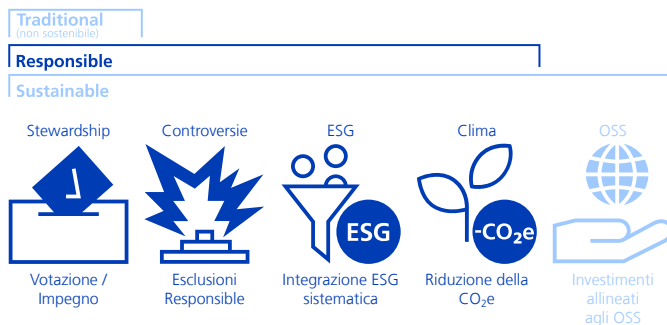 Traditional
(non sostenibile)
Responsible
Sustainable
Stewardship
Controversie
ESG
Clima
OSS
ESG
-CO₂e
Votazione /
Impegno
Esclusioni
Responsible
Integrazione ESG
sistematica
Riduzione della
CO₂e
Investimenti
allineati
agli OSS